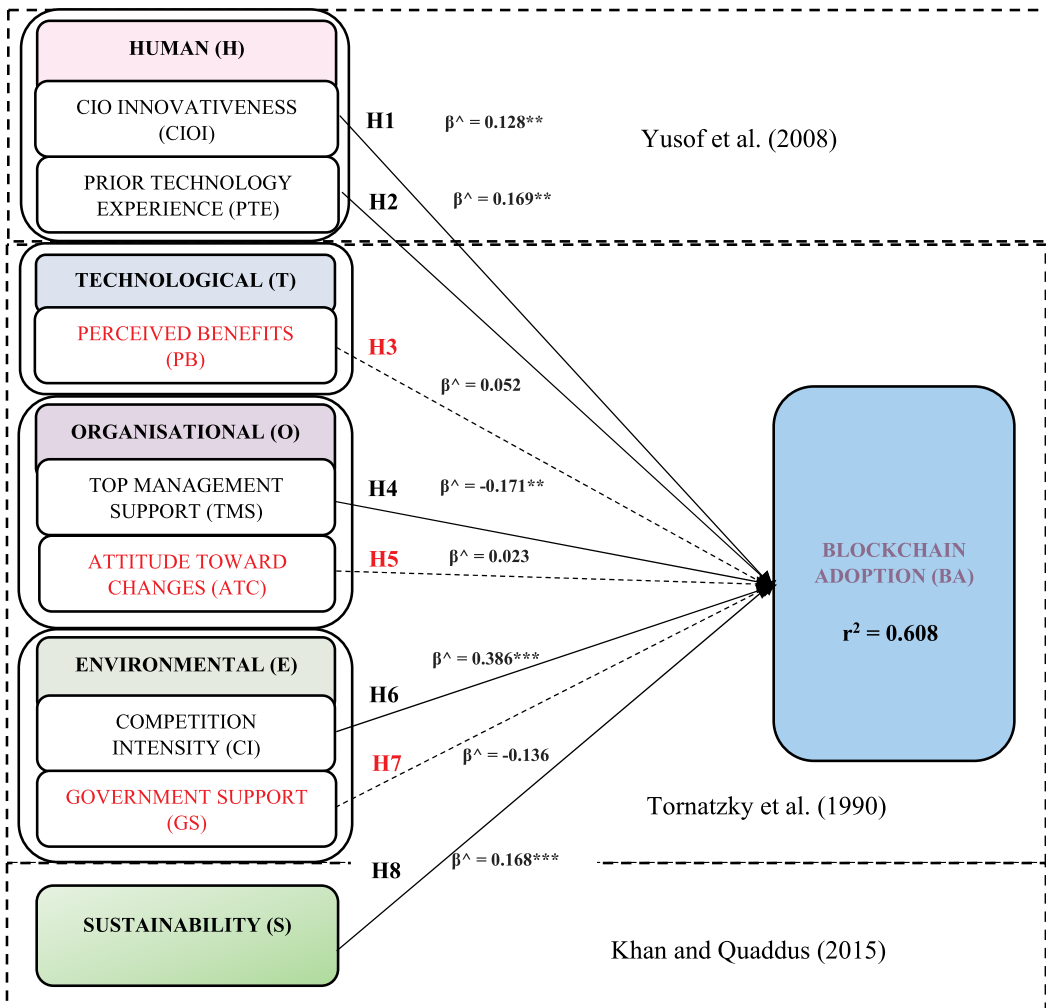 HUMAN (H)
CIO INNOVATIVENESS
(CIOI)
PRIOR TECHNOLOGY
EXPERIENCE (PTE)
H1
β^ = 0.128**
Yusof et al. (2008)
H2
β^ = 0.169**
TECHNOLOGICAL (T)
PERCEIVED BENEFITS
(PB)
H3
β^ = 0.052
ORGANISATIONAL (O)
TOP MANAGEMENT
SUPPORT (TMS)
H4
β^ = -0.171**
ATTITUDE TOWARD
CHANGES (ATC)
H5
β^ = 0.023
BLOCKCHAIN
ADOPTION (BA)
r² = 0.608
ENVIRONMENTAL (E)
COMPETITION
INTENSITY (CI)
H6
β^ = 0.386***
GOVERNMENT SUPPORT
(GS)
H7
β^ = -0.136
Tornatzky et al. (1990)
H8
β^ = 0.168***
SUSTAINABILITY (S)
Khan and Quaddus (2015)